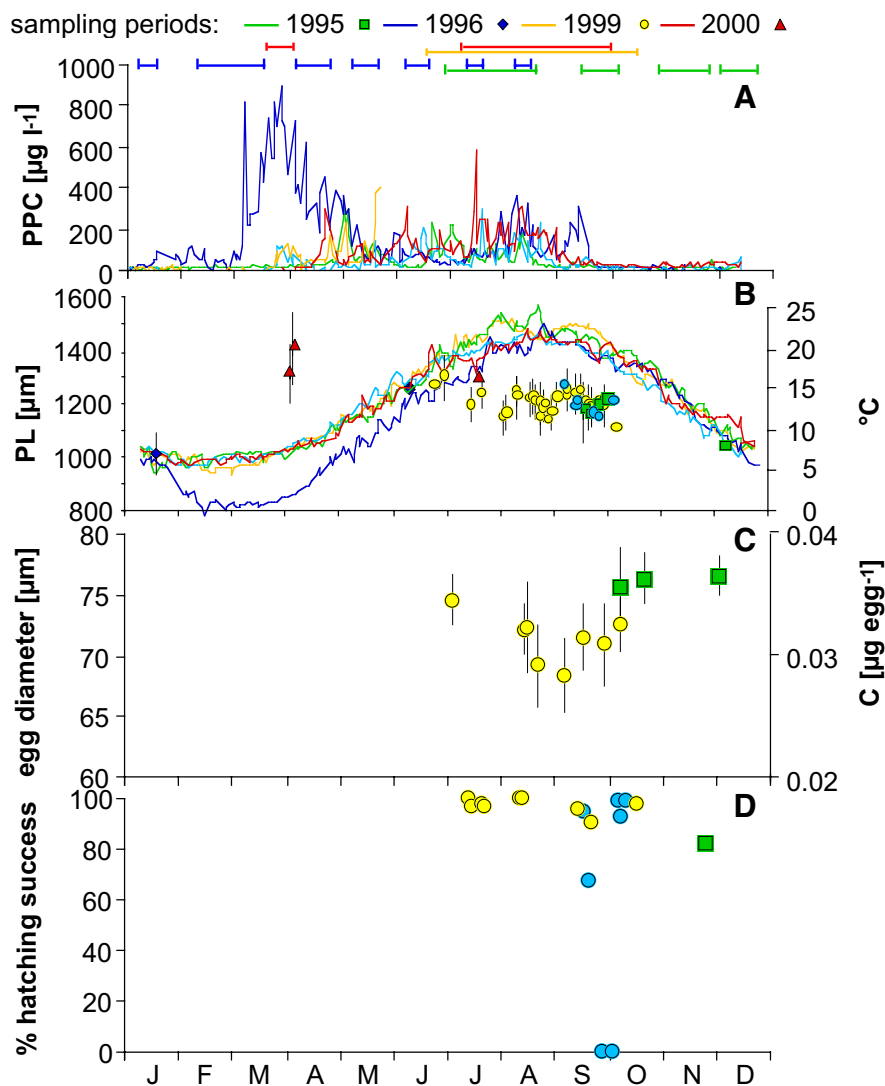 sampling periods: 1995 1996 1999 2000
A
1000
800
600
400
200
0
PPC [µg l-1]
B
1600
1400
1200
1000
800
PL [µm]
25
20
15
10
5
0
°C
C
80
75
70
65
60
egg diameter [µm]
0.04
0.03
0.02
C [µg egg-1]
D
100
80
60
40
20
0
% hatching success
J F M A M J J A S O N D